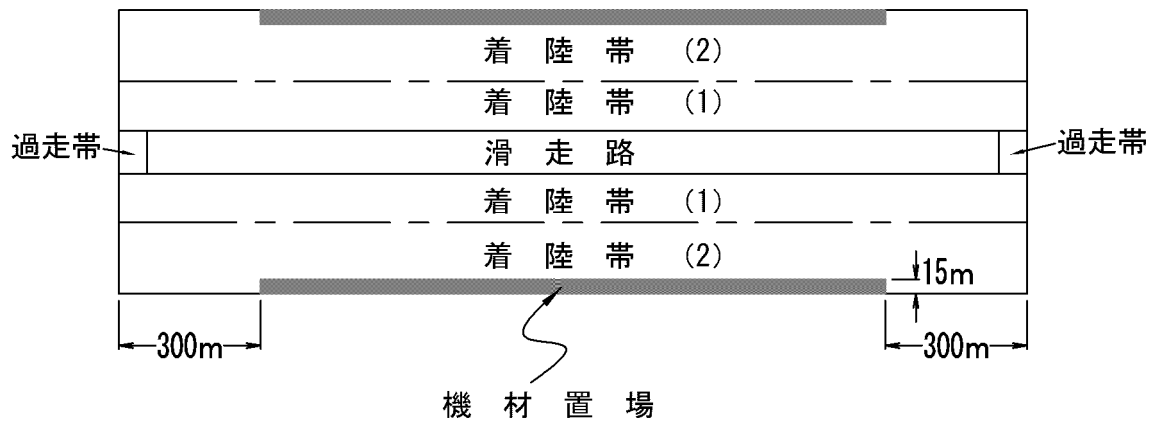 着陸帯 (2)
着陸帯 (1)
過走帯
滑走路
過走帯
着陸帯 (1)
着陸帯 (2)
15m
300m
300m
機材置場